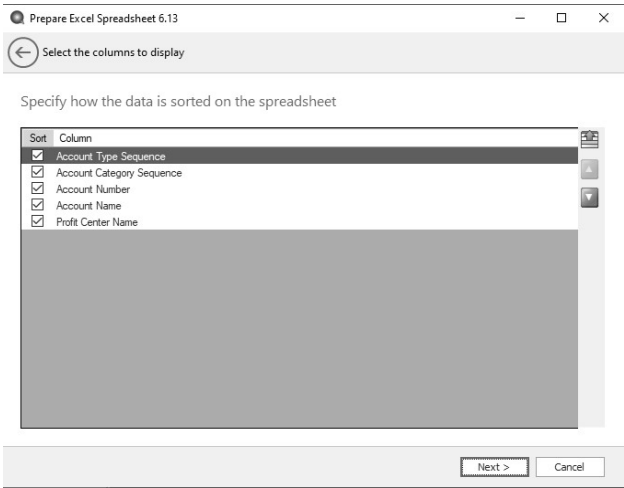 Prepare Excel Spreadsheet 6.13
Select the columns to display
Specify how the data is sorted on the spreadsheet
Sort Column
Account Type Sequence
Account Category Sequence
Account Number
Account Name
Profit Center Name
Next > Cancel